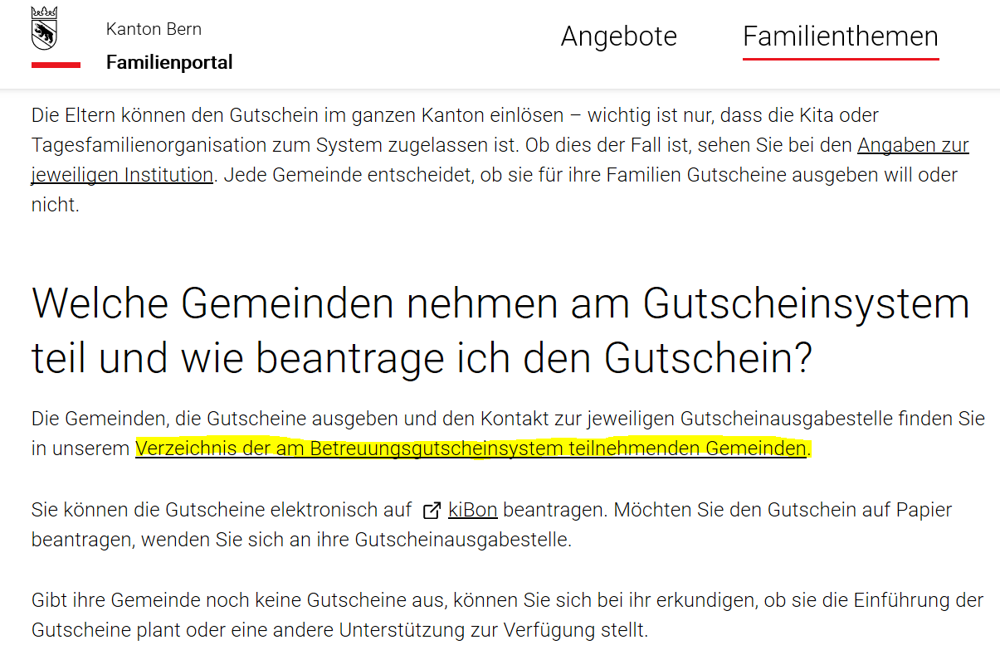 Kanton Bern
Familienportal
Angebote
Familienthemen
Die Eltern können den Gutschein im ganzen Kanton einlösen – wichtig ist nur, dass die Kita oder
Tagesfamilienorganisation zum System zugelassen ist. Ob dies der Fall ist, sehen Sie bei den Angaben zur
jeweiligen Institution. Jede Gemeinde entscheidet, ob sie für ihre Familien Gutscheine ausgeben will oder
nicht.
Welche Gemeinden nehmen am Gutscheinsystem
teil und wie beantrage ich den Gutschein?
Die Gemeinden, die Gutscheine ausgeben und den Kontakt zur jeweiligen Gutscheinausgabestelle finden Sie
in unserem Verzeichnis der am Betreuungsgutscheinsystem teilnehmenden Gemeinden.
Sie können die Gutscheine elektronisch auf kiBon beantragen. Möchten Sie den Gutschein auf Papier
beantragen, wenden Sie sich an ihre Gutscheinausgabestelle.
Gibt ihre Gemeinde noch keine Gutscheine aus, können Sie sich bei ihr erkundigen, ob sie die Einführung der
Gutscheine plant oder eine andere Unterstützung zur Verfügung stellt.